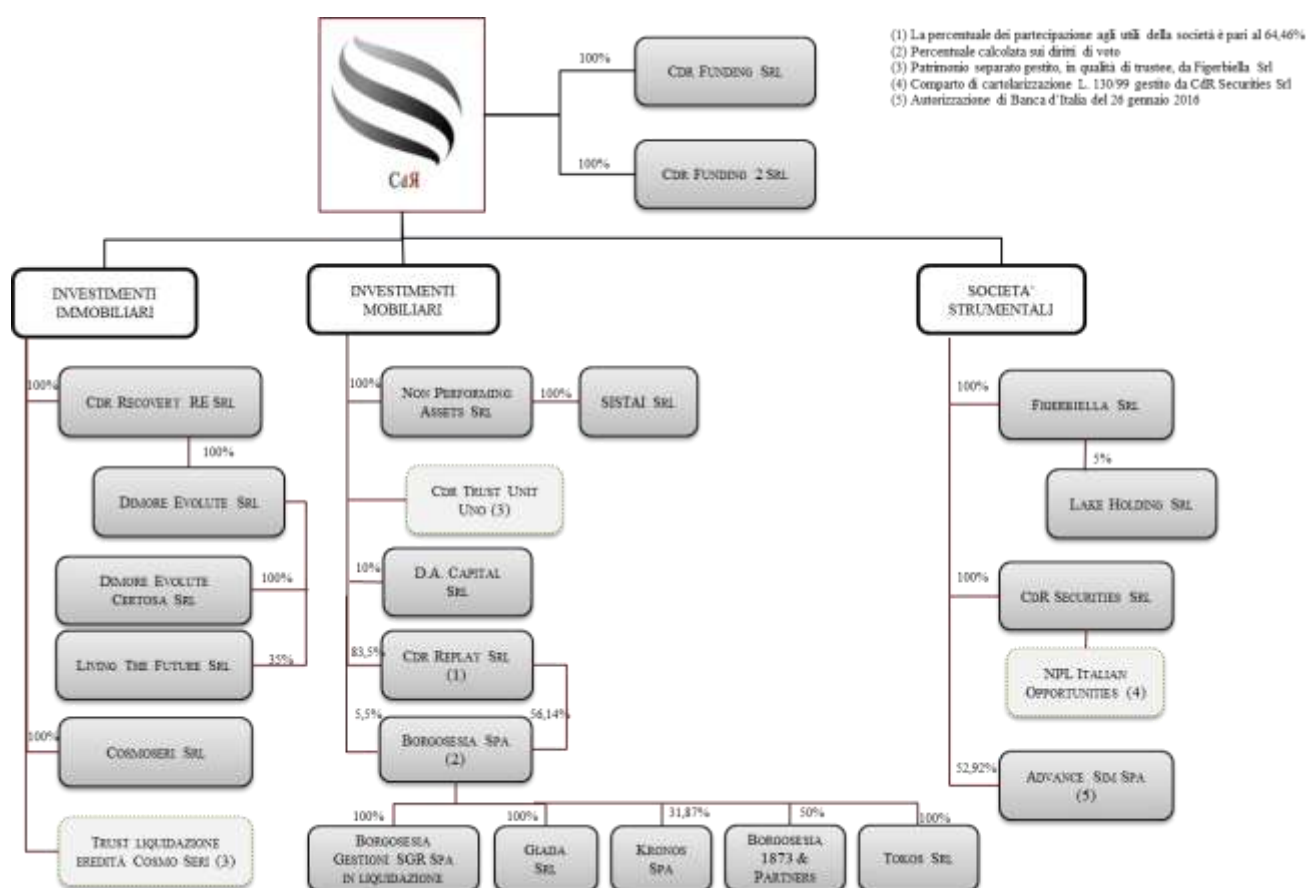 (1) La percentuale dei partecipazione agli utili della società è pari al 64,46%
(2) Percentuale calcolata sui diritti di voto
(3) Patrimonio separato gestito, in qualità di trustee, da Figerbiella Srl
(4) Comparto di cartolarizzazione L. 130/99 gestito da CdR Securities Srl
(5) Autorizzazione di Banca d'Italia del 26 gennaio 2016
CdЯ
100%
CDR FUNDING SRL
100%
CDR FUNDING 2 SRL
INVESTIMENTI
IMMOBILIARI
100%
CDR RECOVERY RE SRL
100%
DIMORE EVOLUTE SRL
DIMORE EVOLUTE
CERTOSA SRL
100%
LIVING THE FUTURE SRL
35%
100%
COSMOSERI SRL
TRUST LIQUIDAZIONE
EREDITÀ COSMO SERI (3)
INVESTIMENTI
MOBILIARI
100%
NON PERFORMING
ASSETS SRL
100%
SISTAI SRL
CDR TRUST UNIT
UNO (3)
10%
D.A. CAPITAL
SRL
83,5%
CDR REPLAY SRL
(1)
5,5%
56,14%
BORGOSESIA SPA
(2)
100%
BORGOSESIA
GESTIONI SGR SPA
IN LIQUIDAZIONE
100%
GIADA
SRL
31,87%
KRONOS
SPA
50%
BORGOSESIA
1873 &
PARTNERS
100%
TOKOS SRL
SOCIETA'
STRUMENTALI
100%
FIGERBIELLA SRL
5%
LAKE HOLDING SRL
100%
CDR SECURITIES SRL
NPL ITALIAN
OPPORTUNITIES (4)
52,92%
ADVANCE SIM SPA
(5)